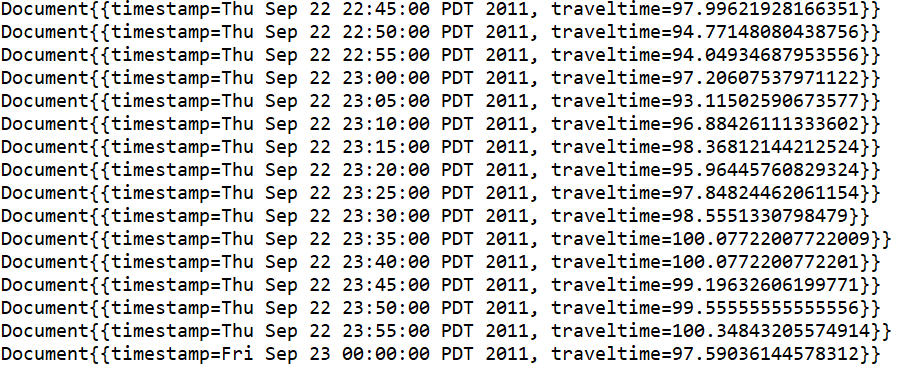 Document{{timestamp=Thu Sep 22 22:45:00 PDT 2011, traveltime=97.99621928166351}}
Document{{timestamp=Thu Sep 22 22:50:00 PDT 2011, traveltime=94.77148080438756}}
Document{{timestamp=Thu Sep 22 22:55:00 PDT 2011, traveltime=94.04934687953556}}
Document{{timestamp=Thu Sep 22 23:00:00 PDT 2011, traveltime=97.20607537971122}}
Document{{timestamp=Thu Sep 22 23:05:00 PDT 2011, traveltime=93.11502590673577}}
Document{{timestamp=Thu Sep 22 23:10:00 PDT 2011, traveltime=96.88426111333602}}
Document{{timestamp=Thu Sep 22 23:15:00 PDT 2011, traveltime=98.36812144212524}}
Document{{timestamp=Thu Sep 22 23:20:00 PDT 2011, traveltime=95.96445760829324}}
Document{{timestamp=Thu Sep 22 23:25:00 PDT 2011, traveltime=97.84824462061154}}
Document{{timestamp=Thu Sep 22 23:30:00 PDT 2011, traveltime=98.5551330798479}}
Document{{timestamp=Thu Sep 22 23:35:00 PDT 2011, traveltime=100.07722007722009}}
Document{{timestamp=Thu Sep 22 23:40:00 PDT 2011, traveltime=100.0772200772201}}
Document{{timestamp=Thu Sep 22 23:45:00 PDT 2011, traveltime=99.19632606199771}}
Document{{timestamp=Thu Sep 22 23:50:00 PDT 2011, traveltime=99.55555555555556}}
Document{{timestamp=Thu Sep 22 23:55:00 PDT 2011, traveltime=100.34843205574914}}
Document{{timestamp=Fri Sep 23 00:00:00 PDT 2011, traveltime=97.59036144578312}}